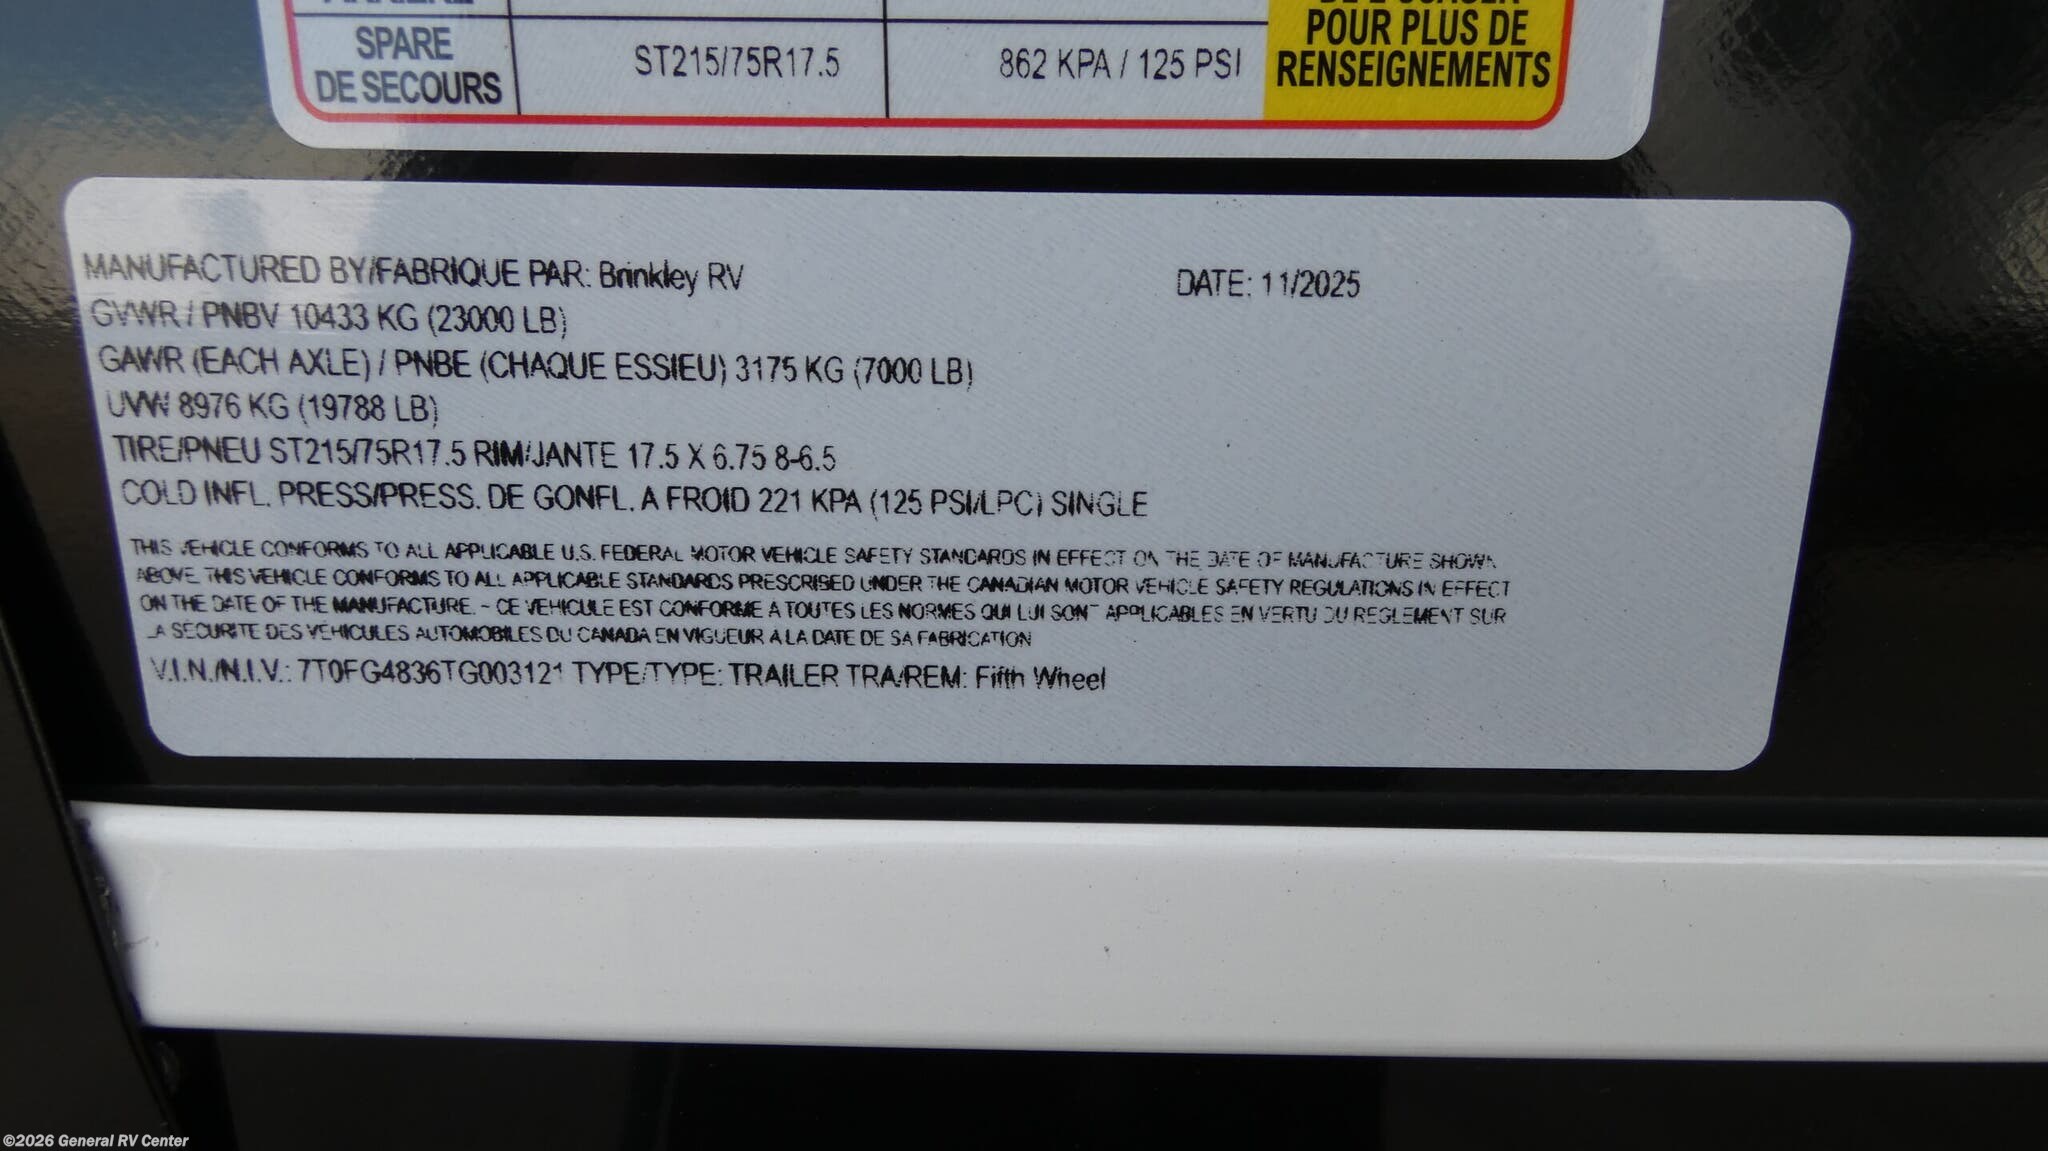 SPARE
DE SECOURS
ST215/75R17.5
862 KPA / 125 PSI
POUR PLUS DE
RENSEIGNEMENTS
MANUFACTURED BY/FABRIQUE PAR: Brinkley RV
DATE: 11/2025
GVWR / PNBV 10433 KG (23000 LB)
GAWR (EACH AXLE) / PNBE (CHAQUE ESSIEU) 3175 KG (7000 LB)
UVW 8976 KG (19788 LB)
TIRE/PNEU ST215/75R17.5 RIM/JANTE 17.5 X 6.75 8-6.5
COLD INFL. PRESS/PRESS. DE GONFL. A FROID 221 KPA (125 PSI/LPC) SINGLE
THIS VEHICLE CONFORMS TO ALL APPLICABLE U.S. FEDERAL MOTOR VEHICLE SAFETY STANDARDS IN EFFECT ON THE DATE OF MANUFACTURE SHOWN
ABOVE. THIS VEHICLE CONFORMS TO ALL APPLICABLE STANDARDS PRESCRISED UNDER THE CANADIAN MOTOR VEHICLE SAFETY REGULATIONS IN EFFECT
ON THE DATE OF THE MANUFACTURE. - CE VEHICULE EST CONFORME A TOUTES LES NORMES QUI LUI SONT APPLICABLES EN VERTU DU REGLEMENT SUR
LA SECURITE DES VEHICULES AUTOMOBILES DU CANADA EN VIGUEUR A LA DATE DE SA FABRICATION
V.I.N./N.I.V.: 7T0FG4836TG003121 TYPE/TYPE: TRAILER TRA/REM: Fifth Wheel
©2026 General RV Center